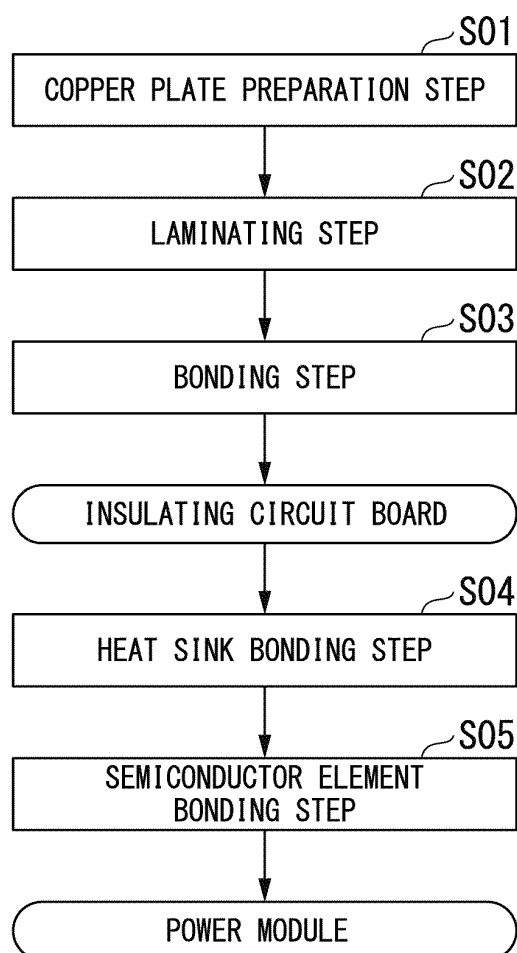 S01
COPPER PLATE PREPARATION STEP
S02
LAMINATING STEP
S03
BONDING STEP
INSULATING CIRCUIT BOARD
S04
HEAT SINK BONDING STEP
S05
SEMICONDUCTOR ELEMENT
BONDING STEP
POWER MODULE